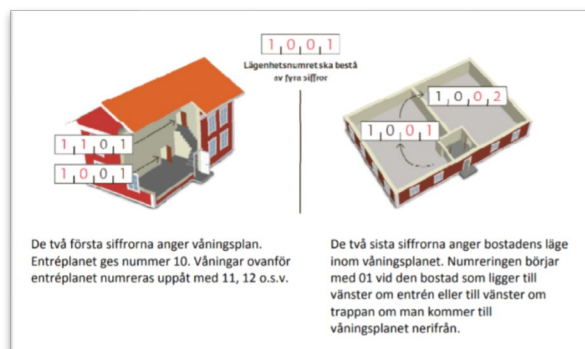 1 0 0 1
Lägenhetsnumret ska bestå
av fyra siffror
1 1 0 1
1 0 0 1
1 0 0 2
1 0 0 1
De två första siffrorna anger våningsplan.
Entréplanet ges nummer 10. Våningar ovanför
entréplanet numreras uppåt med 11, 12 o.s.v.
De två sista siffrorna anger bostadens läge
inom våningsplanet. Numreringen börjar
med 01 vid den bostad som ligger till
vänster om entrén eller till vänster om
trappan om man kommer till
våningsplanet nerifrån.